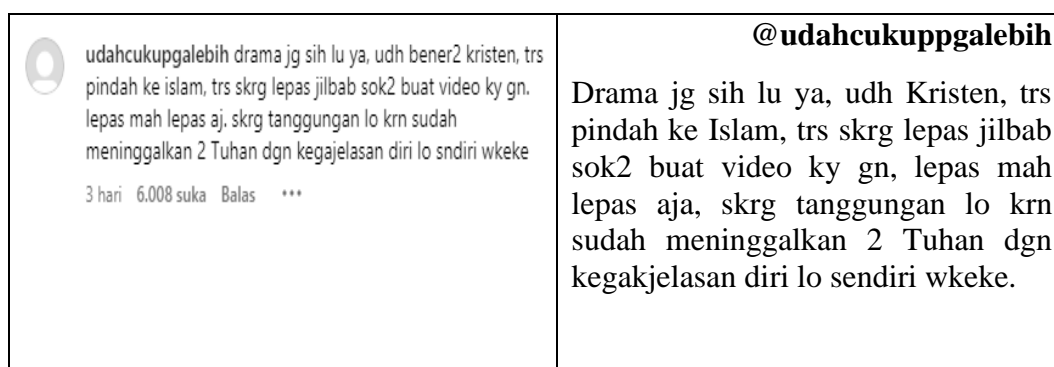 udahcukupgalebih drama jg sih lu ya, udh bener2 kristen, trs
pindah ke islam, trs skrg lepas jilbab sok2 buat video ky gn.
lepas mah lepas aj. skrg tanggungan lo krn sudah
meninggalkan 2 Tuhan dgn kegajelasan diri lo sndiri wkeke
3 hari 6.008 suka Balas ...
@udahcukuppgalebih
Drama jg sih lu ya, udh Kristen, trs
pindah ke Islam, trs skrg lepas jilbab
sok2 buat video ky gn, lepas mah
lepas aja, skrg tanggungan lo krn
sudah meninggalkan 2 Tuhan dgn
kegakjelasan diri lo sendiri wkeke.